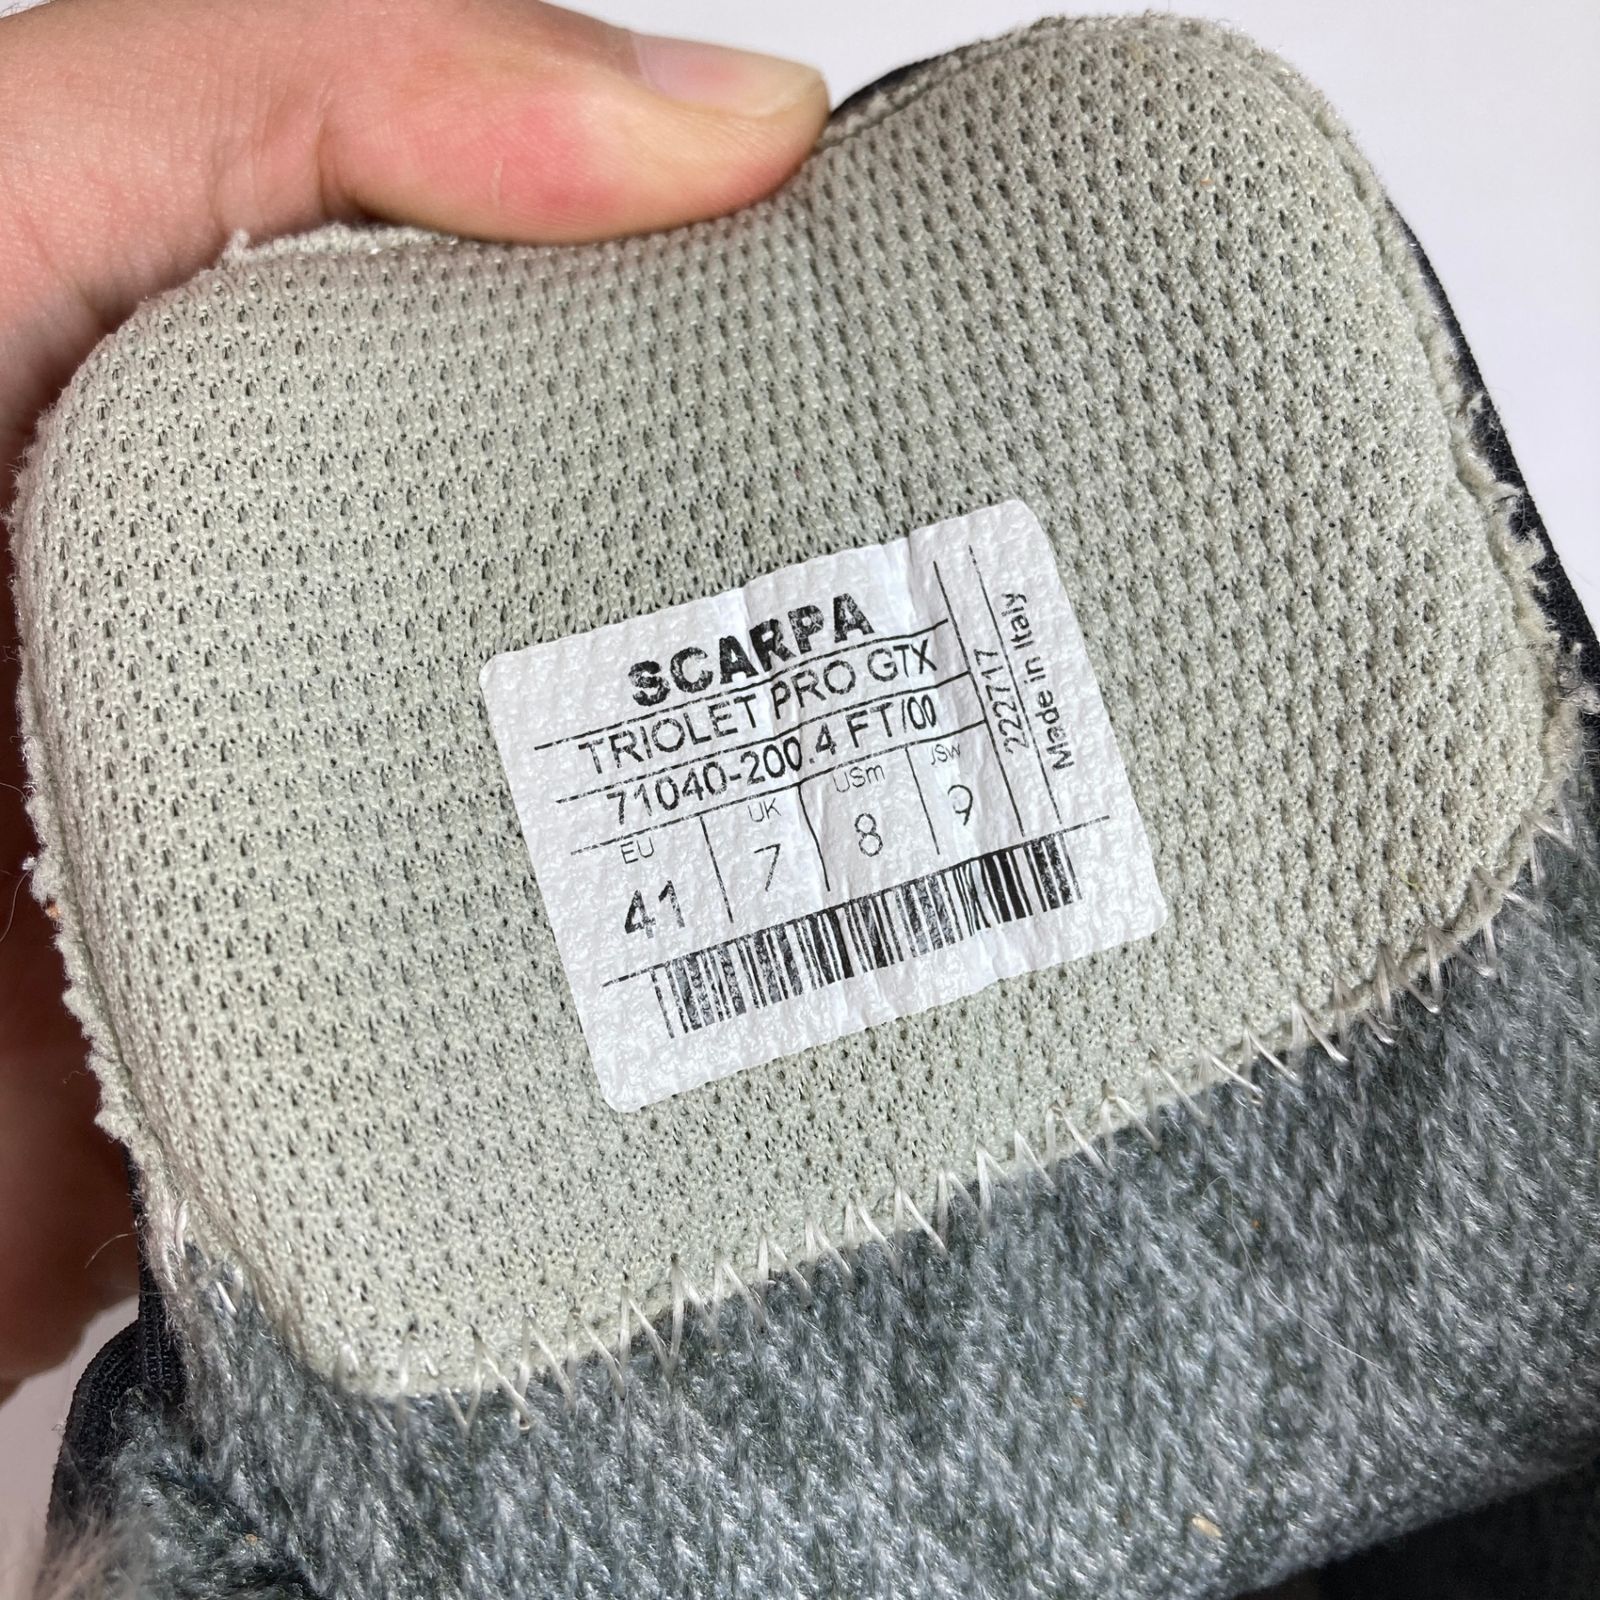 SCARPA
TRIOLET PRO GTX
71040-200.4 FT/00
EU UK USm USw
41 7 8 9
222717
Made in Italy